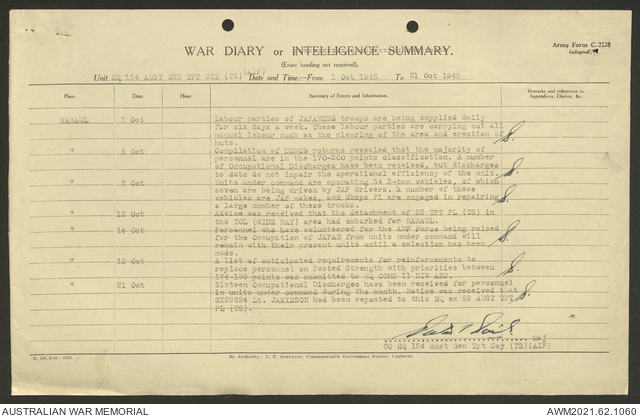 WAR DIARY or INTELLIGENCE SUMMARY.
Army Form C. 2118
(adapted).
(Erase heading not required).
Unit HQ 154 AUST GEN TPT COY (TS) (AIF) Date and Time.—From 1 Oct 1945 To 21 Oct 1945
Place. Date. Hour. Summary of Events and Information. Remarks and references to Appendices, Diaries, &c.
RABAUL 1 Oct Labour parties of JAPANESE troops are being supplied daily
for six days a week. These labour parties are carrying out all
manual labour such as the clearing of the area and erection of
huts.
" 5 Oct Compilation of DEMOB returns revealed that the majority of
personnel are in the 170-200 points classification. A number
of Occupational Discharges have been received, but discharges
to date do not impair the operational efficiency of the unit.
" 7 Oct Units under command are operating 54 3-ton vehicles, of which
seven are being driven by JAP drivers. A number of these
vehicles are JAP makes, and Wksps Pl are engaged in repairing
a large number of these trucks.
" 12 Oct Advice was received that the detachment of 52 TPT PL (TS) in
the TOL (WIDE BAY) area had embarked for RABAUL.
" 14 Oct Personnel who have volunteered for the AMF Force being raised
for the Occupation of JAPAN from units under command will
remain with their present units until a selection has been
made.
" 15 Oct A list of anticipated requirements for reinforcements to
replace personnel on Posted Strength with priorities between
174-199 points was submitted to HQ COMD 11 DIV ASC.
" 21 Oct Sixteen Occupational Discharges have been received for personnel
in units under command during the month. Notice was received that
Lt. JAMIESON had been reposted to this HQ ex 59 AUST TPT
PL (TS).
Maj
OC HQ 154 Aust Gen Tpt Coy (TS)(AIF)
By Authority: L. F. Johnston, Commonwealth Government Printer, Canberra.
AUSTRALIAN WAR MEMORIAL
AWM2021.62.1060